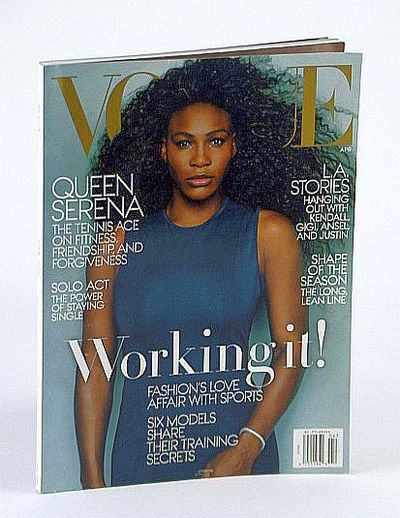 VOGUE
APR
QUEEN
SERENA
THE TENNIS ACE
ON FITNESS,
FRIENDSHIP, AND
FORGIVENESS
SOLO ACT
THE POWER
OF STAYING
SINGLE
L.A.
STORIES
HANGING
OUT WITH
KENDALL,
GIGI, ANSEL
AND JUSTIN
SHAPE
OF THE
SEASON
THE LONG,
LEAN LINE
Working it!
FASHION'S LOVE
AFFAIR WITH SPORTS
SIX MODELS
SHARE
THEIR TRAINING
SECRETS